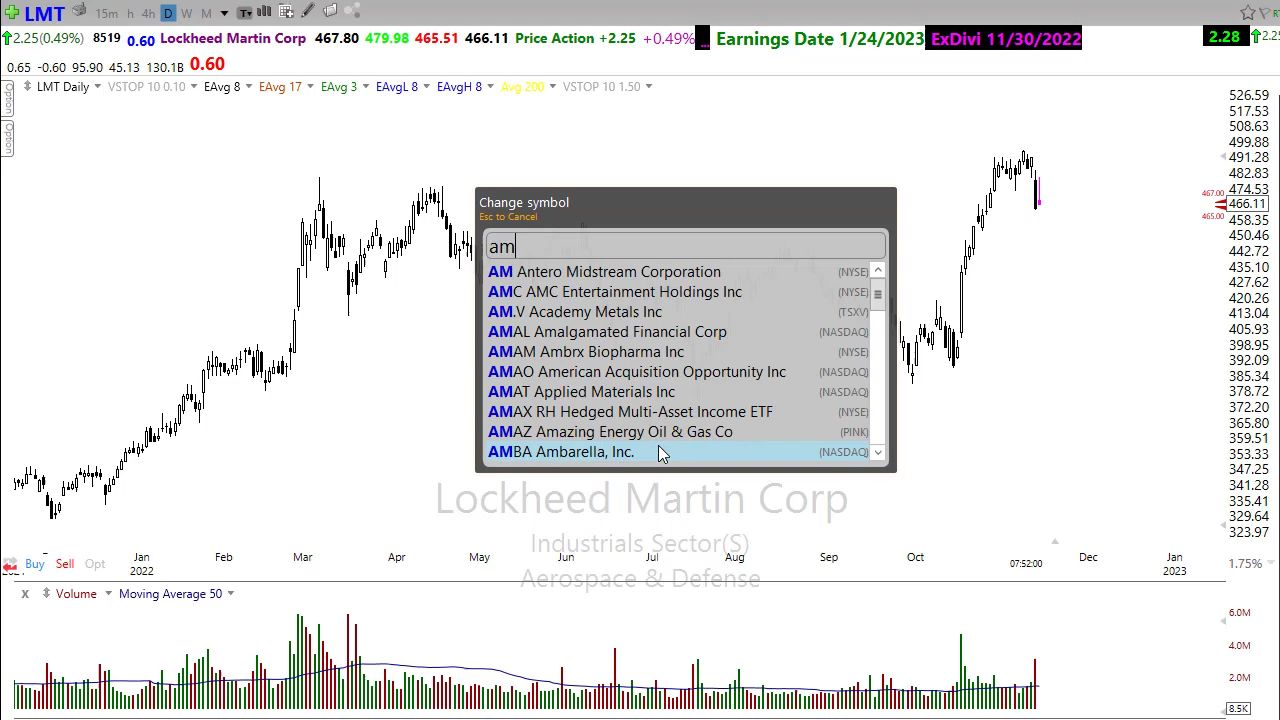 LMT 15m h 4h D W M T
2.25(0.49%) 8519 0.60 Lockheed Martin Corp 467.80 479.98 465.51 466.11 Price Action +2.25 +0.49% ... Earnings Date 1/24/2023 ExDivi 11/30/2022 2.28
0.65 -0.60 95.90 45.13 130.1B 0.60
LMT Daily VSTOP 10 0.10 EAvg 8 EAvg 17 EAvg 3 EAvgL 8 EAvgH 8 Avg 200 VSTOP 10 1.50
Option
Option
526.59
517.53
508.63
499.88
491.28
482.83
474.53
467.00
466.11
465.00
458.35
450.46
442.72
435.10
427.62
420.26
413.04
405.93
398.95
392.09
385.34
378.72
372.20
365.80
359.51
353.33
347.25
341.28
335.41
329.64
323.97
Change symbol
Esc to Cancel
am
AM Antero Midstream Corporation (NYSE)
AMC AMC Entertainment Holdings Inc (NYSE)
AM.V Academy Metals Inc (TSXV)
AMAL Amalgamated Financial Corp (NASDAQ)
AMAM Ambrx Biopharma Inc (NYSE)
AMAO American Acquisition Opportunity Inc (NASDAQ)
AMAT Applied Materials Inc (NASDAQ)
AMAX RH Hedged Multi-Asset Income ETF (NYSE)
AMAZ Amazing Energy Oil & Gas Co (PINK)
AMBA Ambarella, Inc. (NASDAQ)
Lockheed Martin Corp
Industrials Sector(S)
Aerospace & Defense
Jan Feb Mar Apr May Jun Jul Aug Sep Oct Dec Jan
2022 07:52:00 2023
Buy Sell Opt 1.75%
x Volume Moving Average 50
6.0M
4.0M
2.0M
8.5K